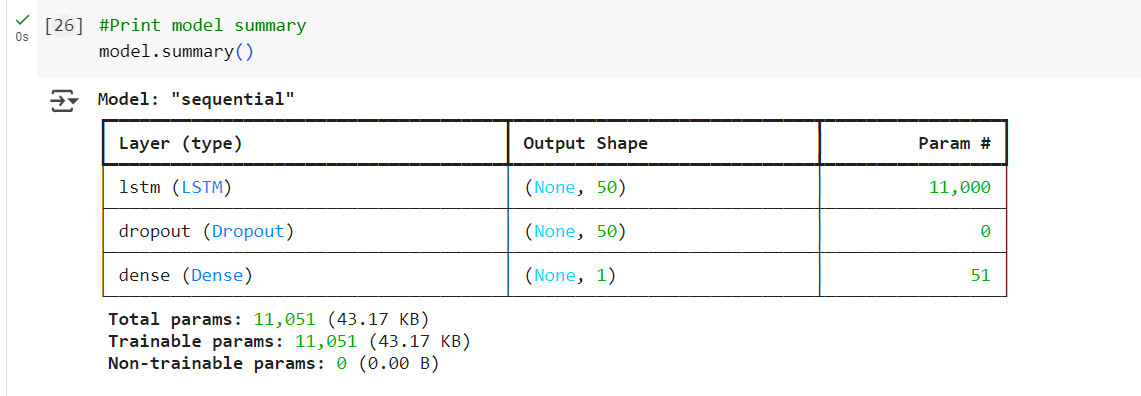 [26] #Print model summary
0s model.summary()
Model: "sequential"
Layer (type) Output Shape Param #
lstm (LSTM) (None, 50) 11,000
dropout (Dropout) (None, 50) 0
dense (Dense) (None, 1) 51
Total params: 11,051 (43.17 KB)
Trainable params: 11,051 (43.17 KB)
Non-trainable params: 0 (0.00 B)